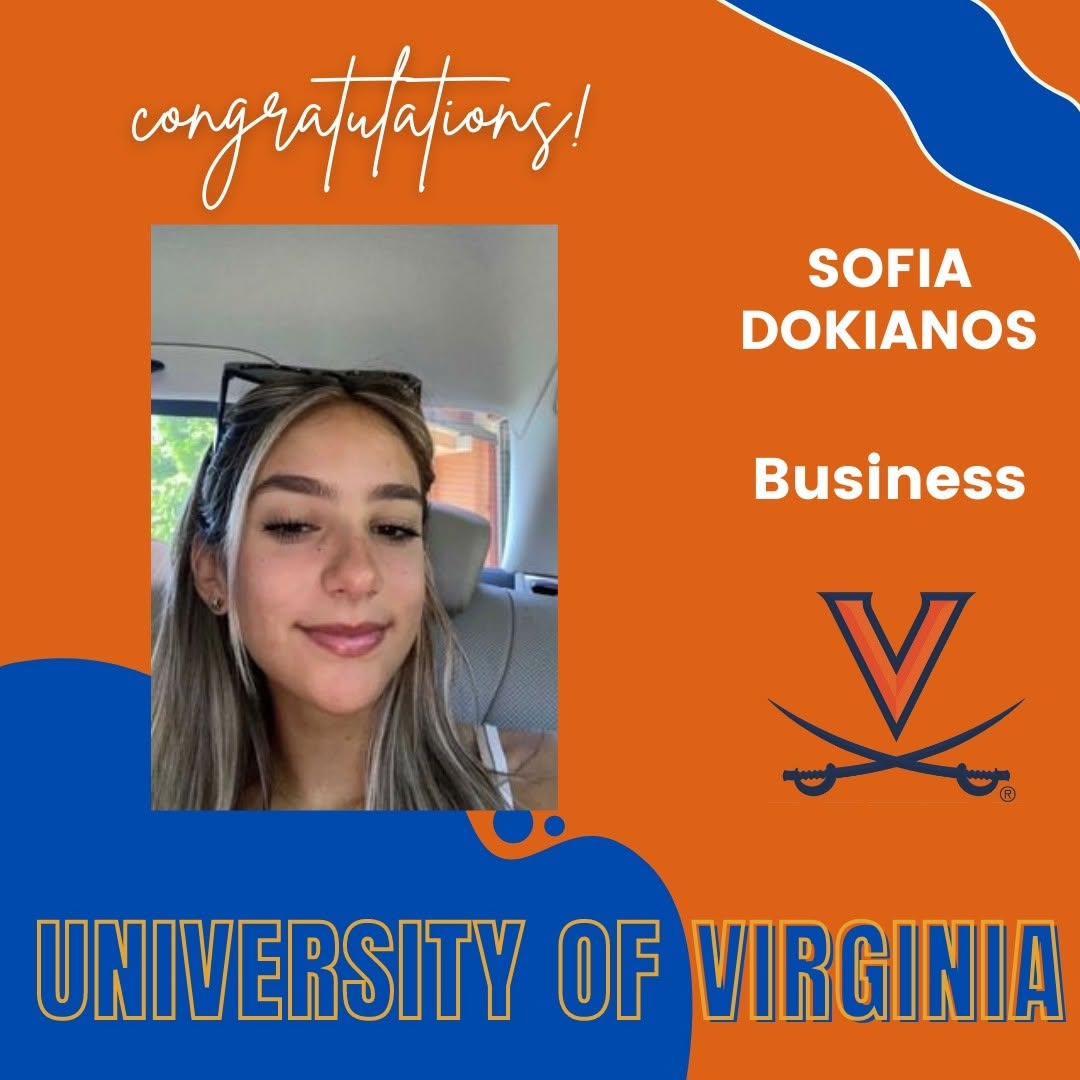 congratulations!
SOFIA
DOKIANOS
Business
V
®
UNIVERSITY OF VIRGINIA